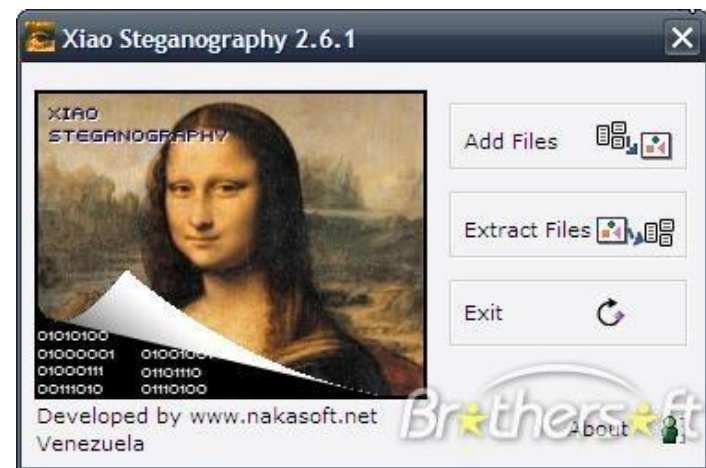 Xiao Steganography 2.6.1
XIAO
STEGANOGRAPHY
Add Files
Extract Files
Exit
01010100
01000001 01001001
01000111 01101110
00111010 01110100
Developed by www.nakasoft.net
Venezuela
Brothersoft
About